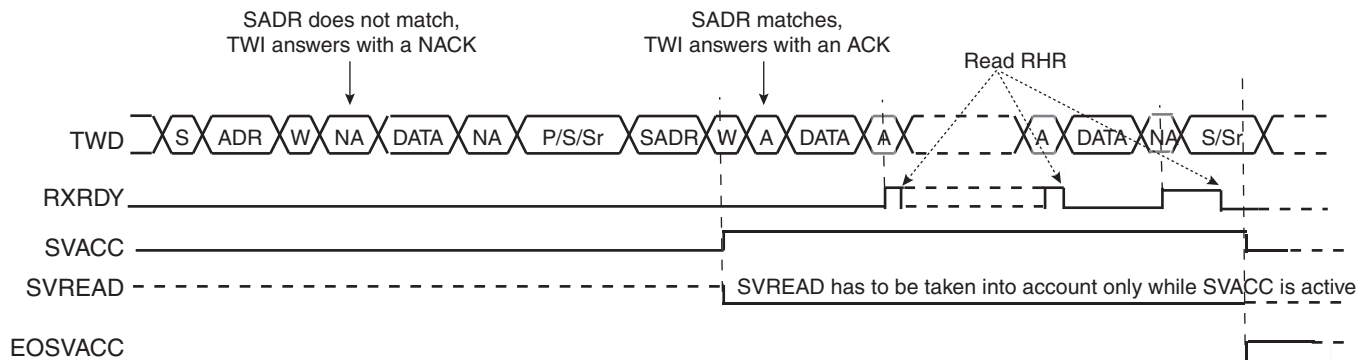 SADR does not match,
TWI answers with a NACK
SADR matches,
TWI answers with an ACK
Read RHR
TWD S ADR W NA DATA NA P/S/Sr SADR W A DATA A A DATA NA S/Sr
RXRDY
SVACC
SVREAD SVREAD has to be taken into account only while SVACC is active
EOSVACC